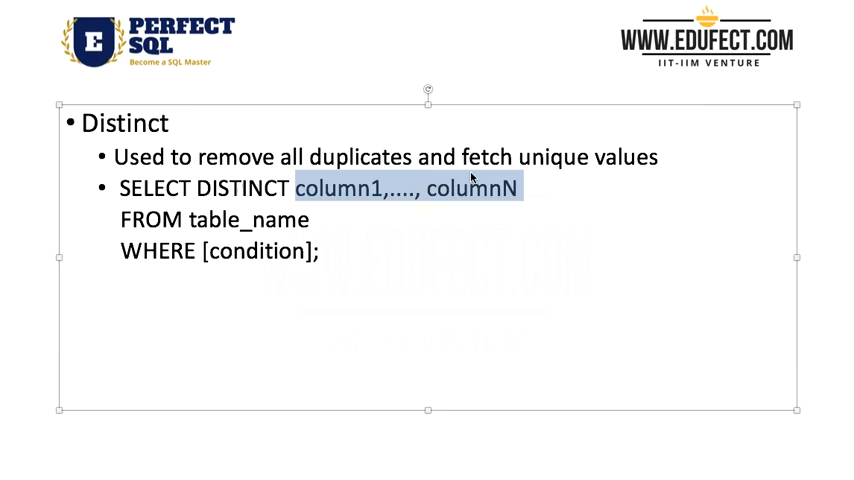 PERFECT
SQL
Become a SQL Master
E
WWW.EDUFECT.COM
IIT-IIM VENTURE
• Distinct
• Used to remove all duplicates and fetch unique values
• SELECT DISTINCT column1,...., columnN
FROM table_name
WHERE [condition];
WWW.EDUFECT.COM